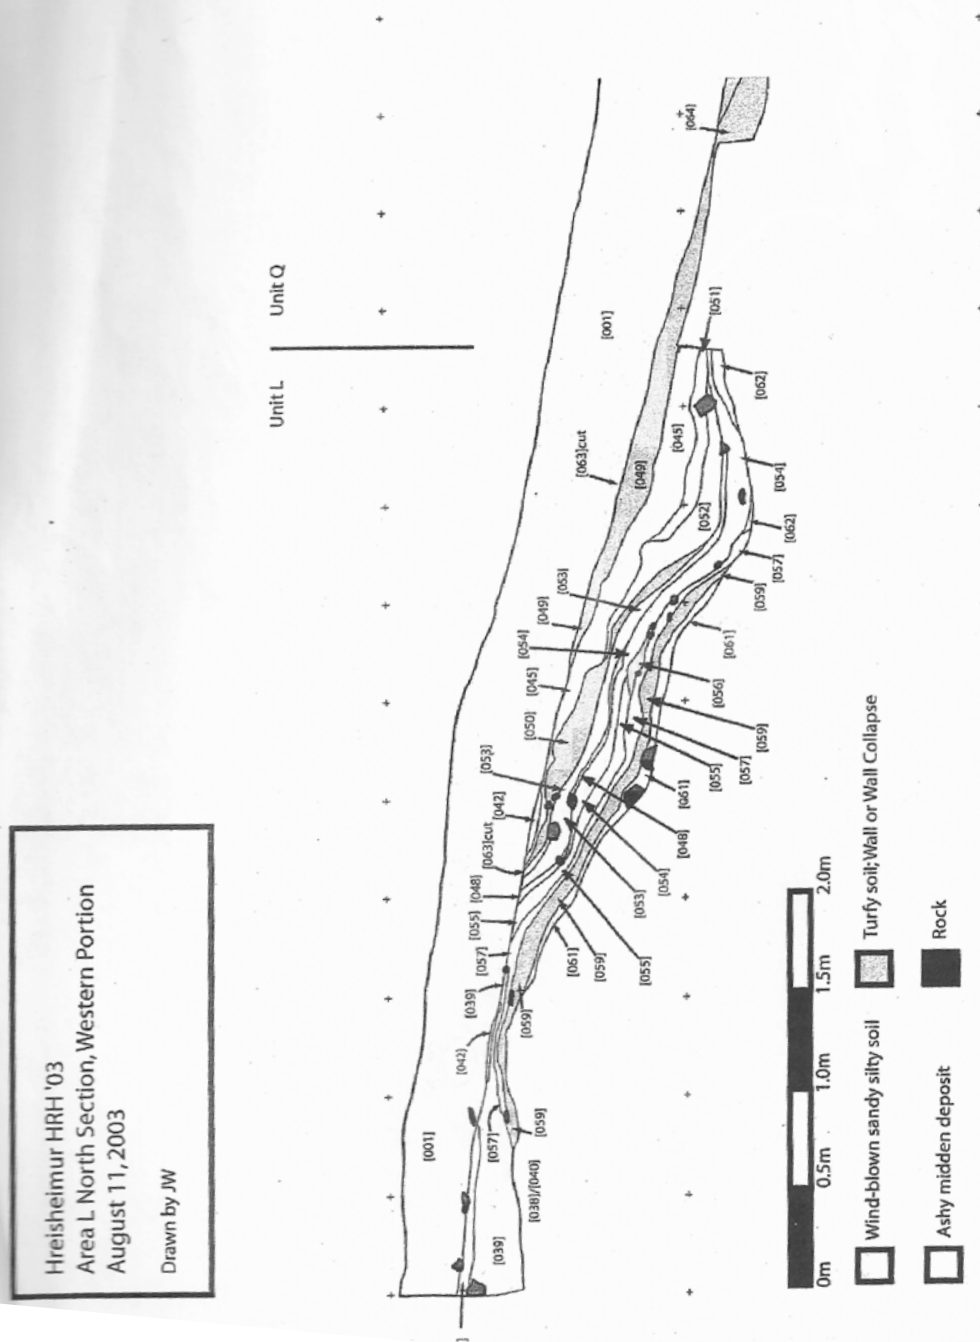 Hreisheimur HRH '03
Area L North Section, Western Portion
August 11, 2003
Drawn by JW
Unit L
Unit Q
[001]
[039]
[038]/[040]
[057]
[059]
[042]
[039]
[059]
[057]
[055]
[048]
[063]cut
[042]
[053]
[050]
[045]
[054]
[049]
[053]
[063]cut
[001]
[049]
[045]
[052]
[051]
[064]
[062]
[054]
[062]
[057]
[059]
[061]
[056]
[059]
[057]
[055]
[061]
[048]
[054]
[053]
[055]
[059]
[061]
]
0m
0.5m
1.0m
1.5m
2.0m
Wind-blown sandy silty soil
Turfy soil; Wall or Wall Collapse
Ashy midden deposit
Rock